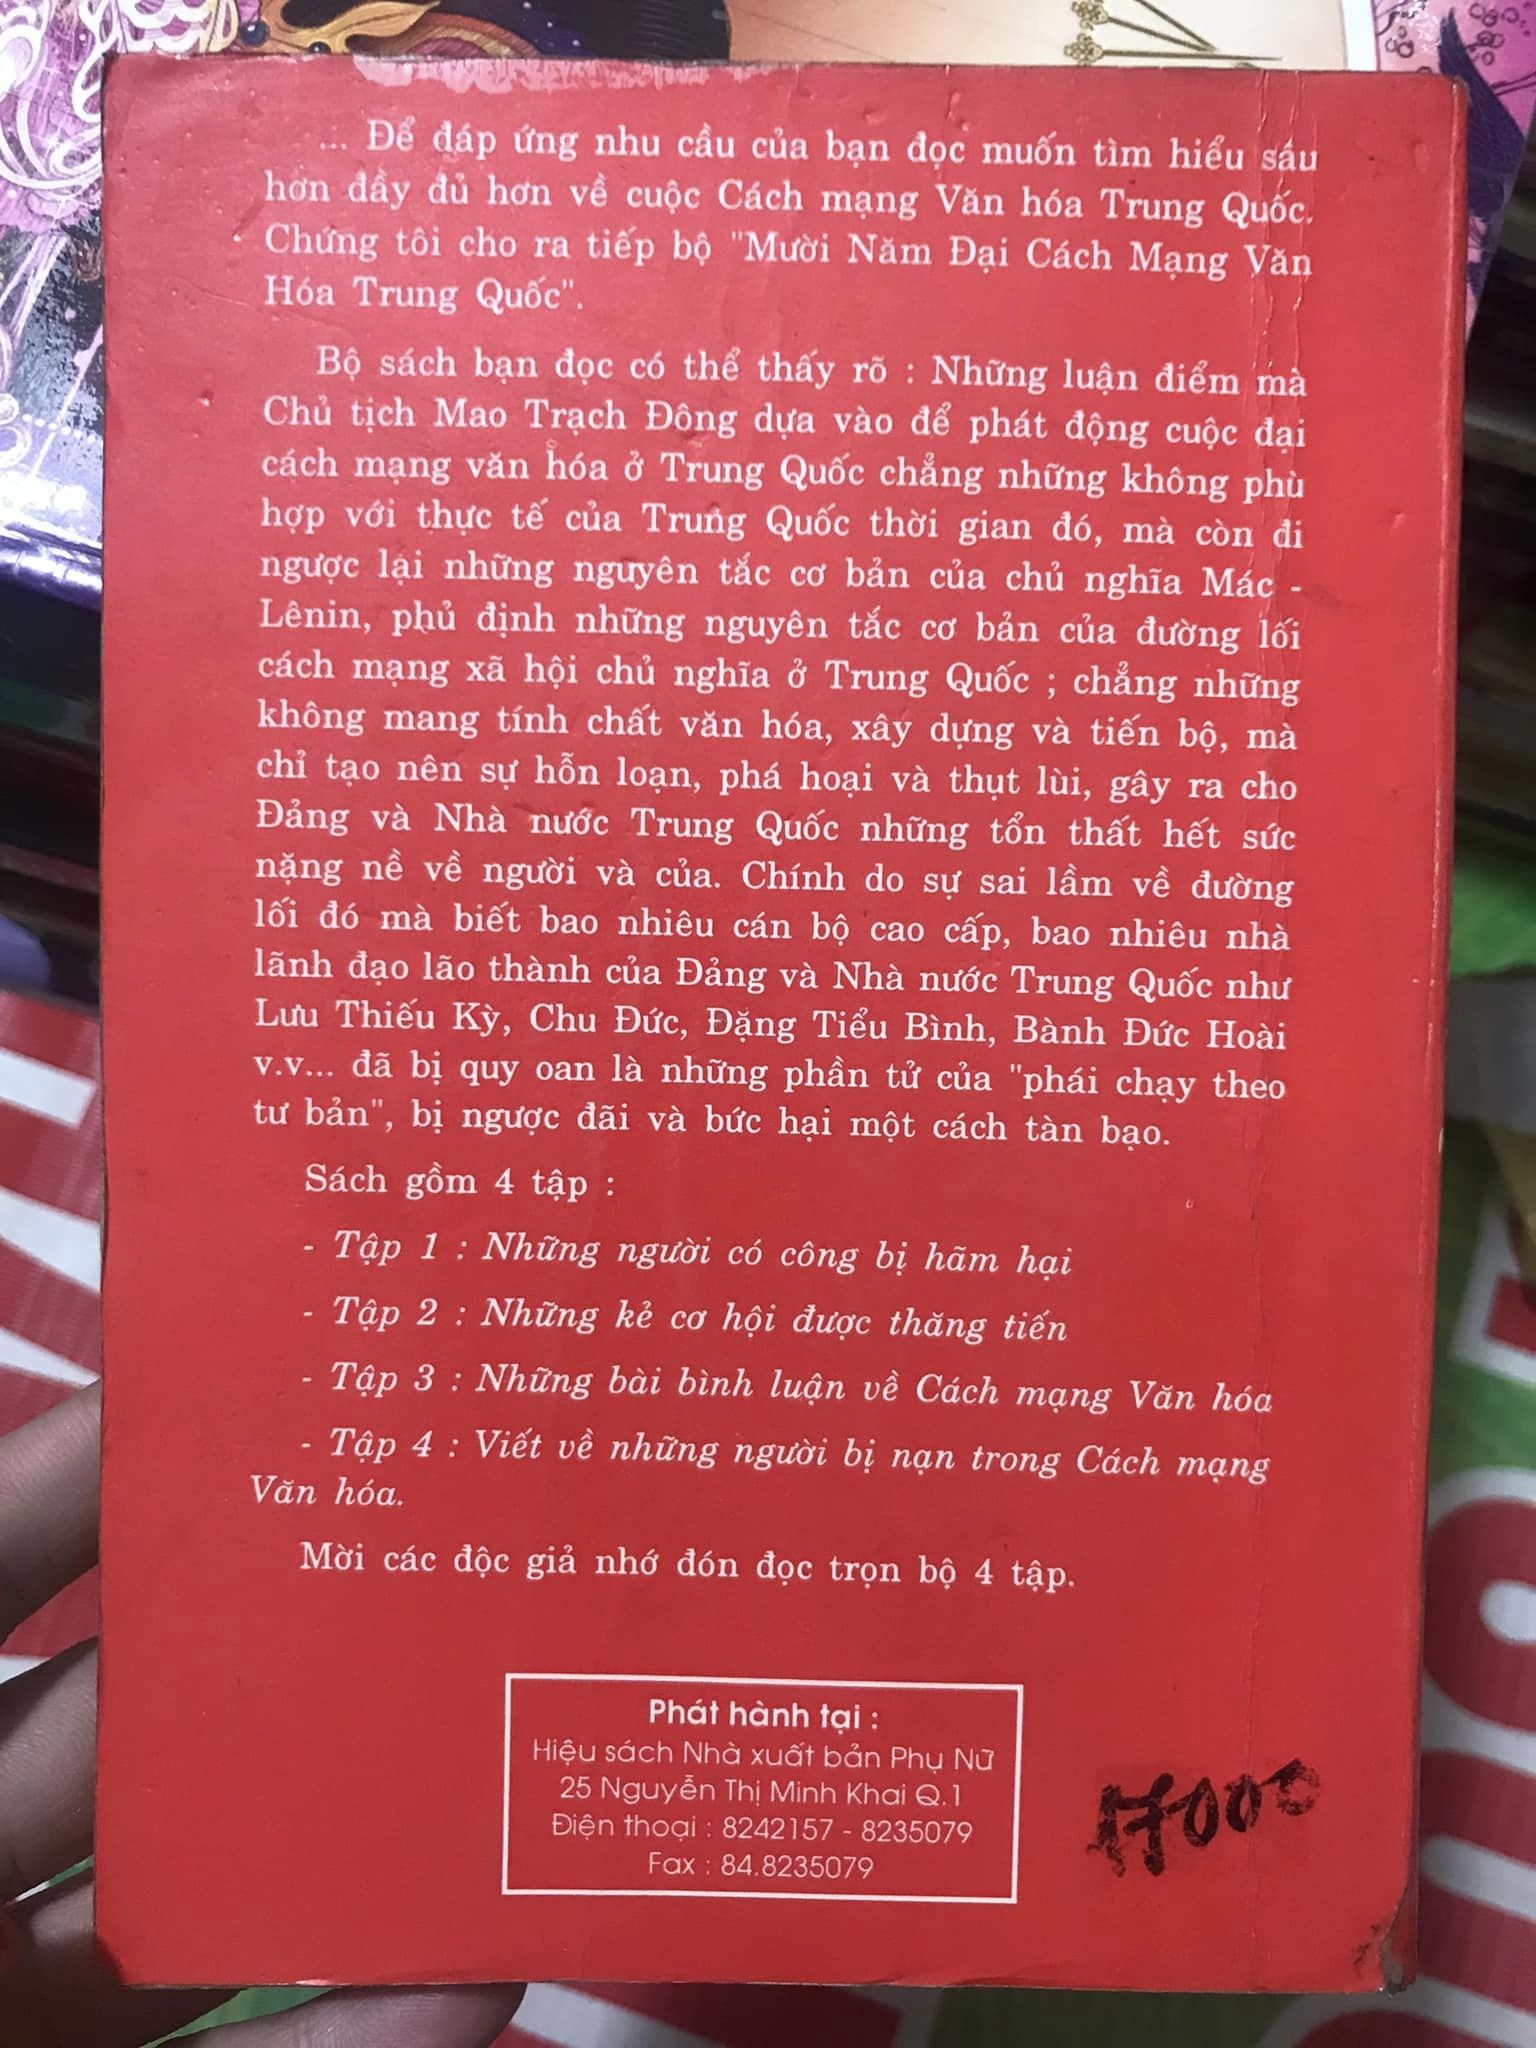 ... Để đáp ứng nhu cầu của bạn đọc muốn tìm hiểu sâu
hơn đầy đủ hơn về cuộc Cách mạng Văn hóa Trung Quốc.
Chứng tôi cho ra tiếp bộ "Mười Năm Đại Cách Mạng Văn
Hóa Trung Quốc".
Bộ sách bạn đọc có thể thấy rõ : Những luận điểm mà
Chủ tịch Mao Trạch Đông dựa vào để phát động cuộc đại
cách mạng văn hóa ở Trung Quốc chẳng những không phù
hợp với thực tế của Trung Quốc thời gian đó, mà còn đi
ngược lại những nguyên tắc cơ bản của chủ nghĩa Mác -
Lênin, phủ định những nguyên tắc cơ bản của đường lối
cách mạng xã hội chủ nghĩa ở Trung Quốc ; chẳng những
không mang tính chất văn hóa, xây dựng và tiến bộ, mà
chỉ tạo nên sự hỗn loạn, phá hoại và thụt lùi, gây ra cho
Đảng và Nhà nước Trung Quốc những tổn thất hết sức
nặng nề về người và của. Chính do sự sai lầm về đường
lối đó mà biết bao nhiêu cán bộ cao cấp, bao nhiêu nhà
lãnh đạo lão thành của Đảng và Nhà nước Trung Quốc như
Lưu Thiếu Kỳ, Chu Đức, Đặng Tiểu Bình, Bành Đức Hoài
v.v... đã bị quy oan là những phần tử của "phái chạy theo
tư bản", bị ngược đãi và bức hại một cách tàn bạo.
Sách gồm 4 tập :
- Tập 1 : Những người có công bị hãm hại
- Tập 2 : Những kẻ cơ hội được thăng tiến
- Tập 3 : Những bài bình luận về Cách mạng Văn hóa
- Tập 4 : Viết về những người bị nạn trong Cách mạng
Văn hóa.
Mời các độc giả nhớ đón đọc trọn bộ 4 tập.
Phát hành tại :
Hiệu sách Nhà xuất bản Phụ Nữ
25 Nguyễn Thị Minh Khai Q.1
Điện thoại : 8242157 - 8235079
Fax : 84.8235079
17000